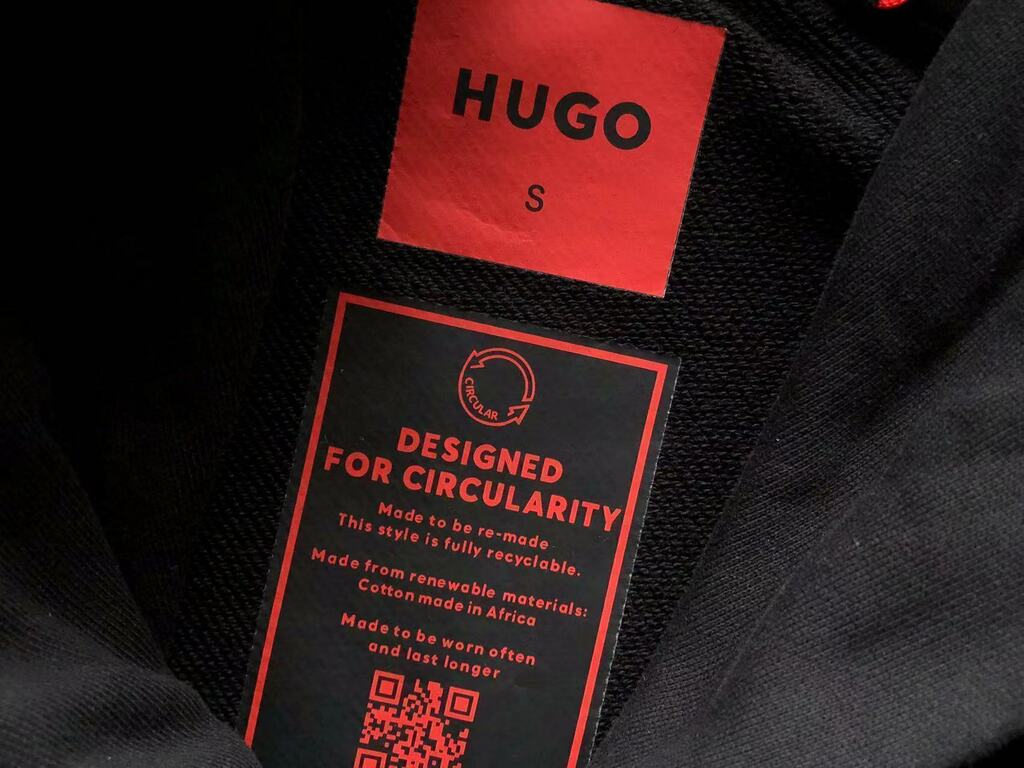 HUGO
S
CIRCULAR
DESIGNED
FOR CIRCULARITY
Made to be re-made
This style is fully recyclable.
Made from renewable materials:
Cotton made in Africa
Made to be worn often
and last longer